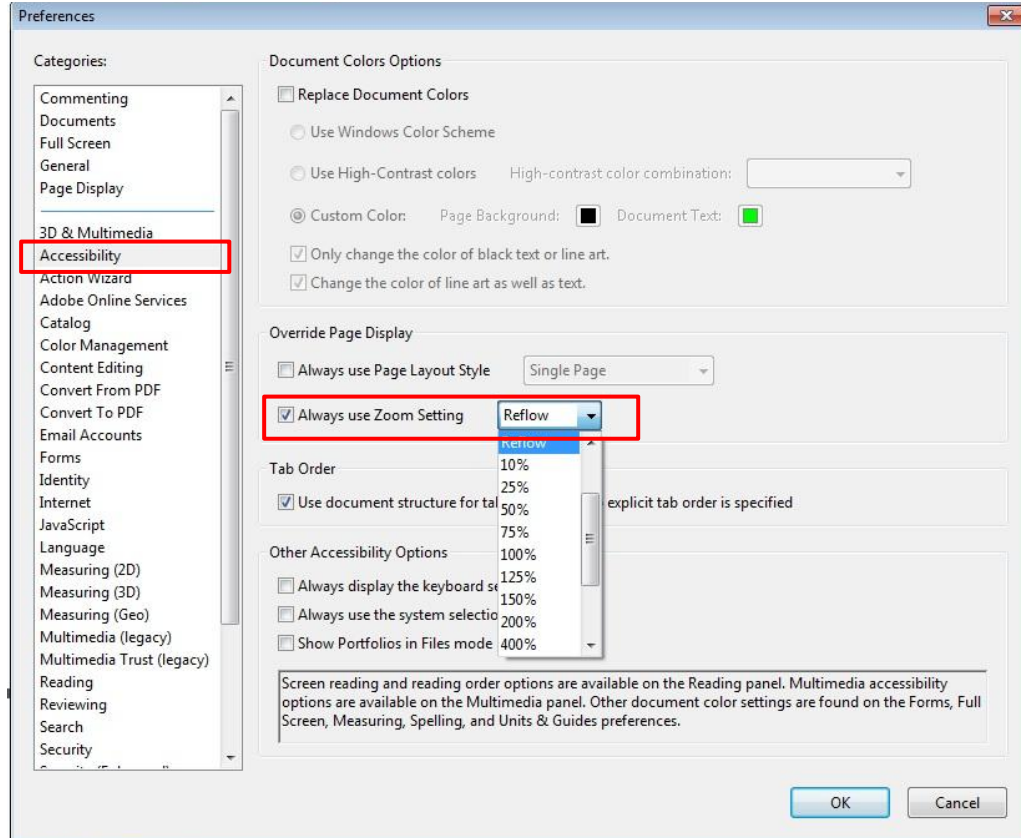 Preferences
Categories:
Commenting
Documents
Full Screen
General
Page Display
3D & Multimedia
Accessibility
Action Wizard
Adobe Online Services
Catalog
Color Management
Content Editing
Convert From PDF
Convert To PDF
Email Accounts
Forms
Identity
Internet
JavaScript
Language
Measuring (2D)
Measuring (3D)
Measuring (Geo)
Multimedia (legacy)
Multimedia Trust (legacy)
Reading
Reviewing
Search
Security
Document Colors Options
Replace Document Colors
Use Windows Color Scheme
Use High-Contrast colors High-contrast color combination:
Custom Color: Page Background: Document Text:
Only change the color of black text or line art.
Change the color of line art as well as text.
Override Page Display
Always use Page Layout Style Single Page
Always use Zoom Setting Reflow
Reflow
10%
25%
50%
75%
100%
125%
150%
200%
400%
Tab Order
Use document structure for explicit tab order is specified
Other Accessibility Options
Always display the keyboard
Always use the system
Show Portfolios in Files mode
Screen reading and reading order options are available on the Reading panel. Multimedia accessibility
options are available on the Multimedia panel. Other document color settings are found on the Forms, Full
Screen, Measuring, Spelling, and Units & Guides preferences.
OK Cancel